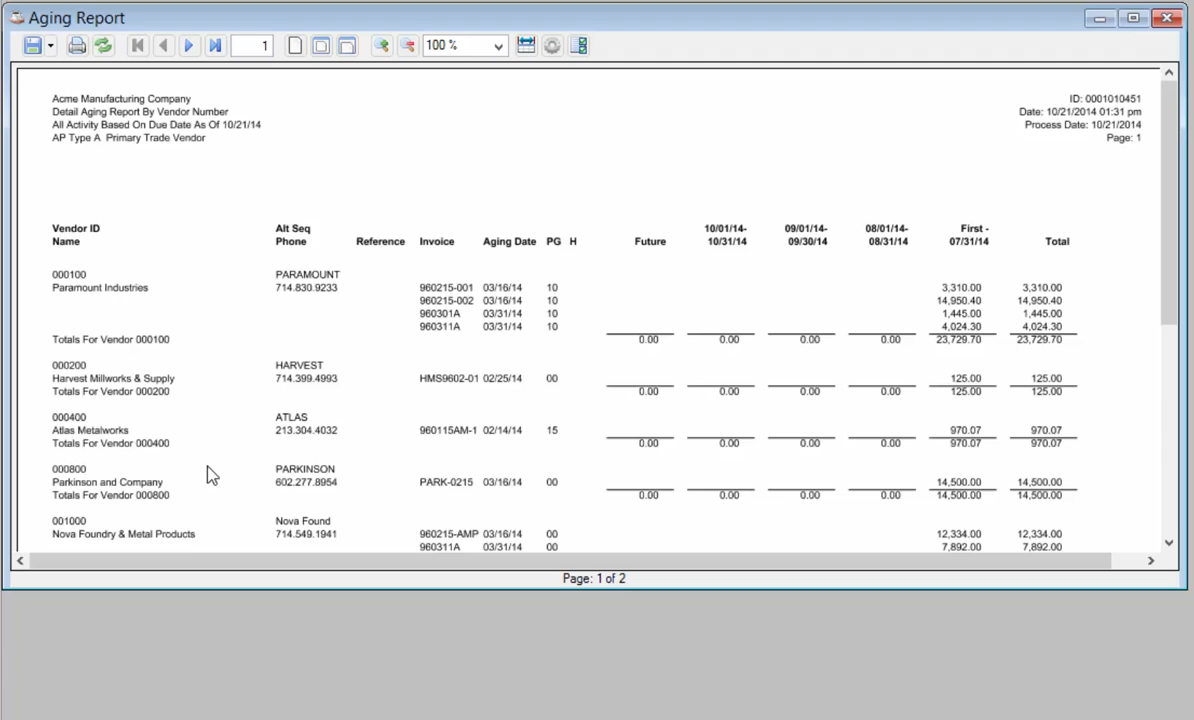 Aging Report
1
100 %
Acme Manufacturing Company ID: 0001010451
Detail Aging Report By Vendor Number Date: 10/21/2014 01:31 pm
All Activity Based On Due Date As Of 10/21/14 Process Date: 10/21/2014
AP Type A Primary Trade Vendor Page: 1
Vendor ID Alt Seq 10/01/14- 09/01/14- 08/01/14- First -
Name Phone Reference Invoice Aging Date PG H Future 10/31/14 09/30/14 08/31/14 07/31/14 Total
000100 PARAMOUNT
Paramount Industries 714.830.9233 960215-001 03/16/14 10 3,310.00 3,310.00
960215-002 03/16/14 10 14,950.40 14,950.40
960301A 03/31/14 10 1,445.00 1,445.00
960311A 03/31/14 10 4,024.30 4,024.30
Totals For Vendor 000100 0.00 0.00 0.00 0.00 23,729.70 23,729.70
000200 HARVEST
Harvest Millworks & Supply 714.399.4993 HMS9602-01 02/25/14 00 125.00 125.00
Totals For Vendor 000200 0.00 0.00 0.00 0.00 125.00 125.00
000400 ATLAS
Atlas Metalworks 213.304.4032 960115AM-1 02/14/14 15 970.07 970.07
Totals For Vendor 000400 0.00 0.00 0.00 0.00 970.07 970.07
000800 PARKINSON
Parkinson and Company 602.277.8954 PARK-0215 03/16/14 00 14,500.00 14,500.00
Totals For Vendor 000800 0.00 0.00 0.00 0.00 14,500.00 14,500.00
001000 Nova Found
Nova Foundry & Metal Products 714.549.1941 960215-AMP 03/16/14 00 12,334.00 12,334.00
960311A 03/31/14 00 7,892.00 7,892.00
Page: 1 of 2